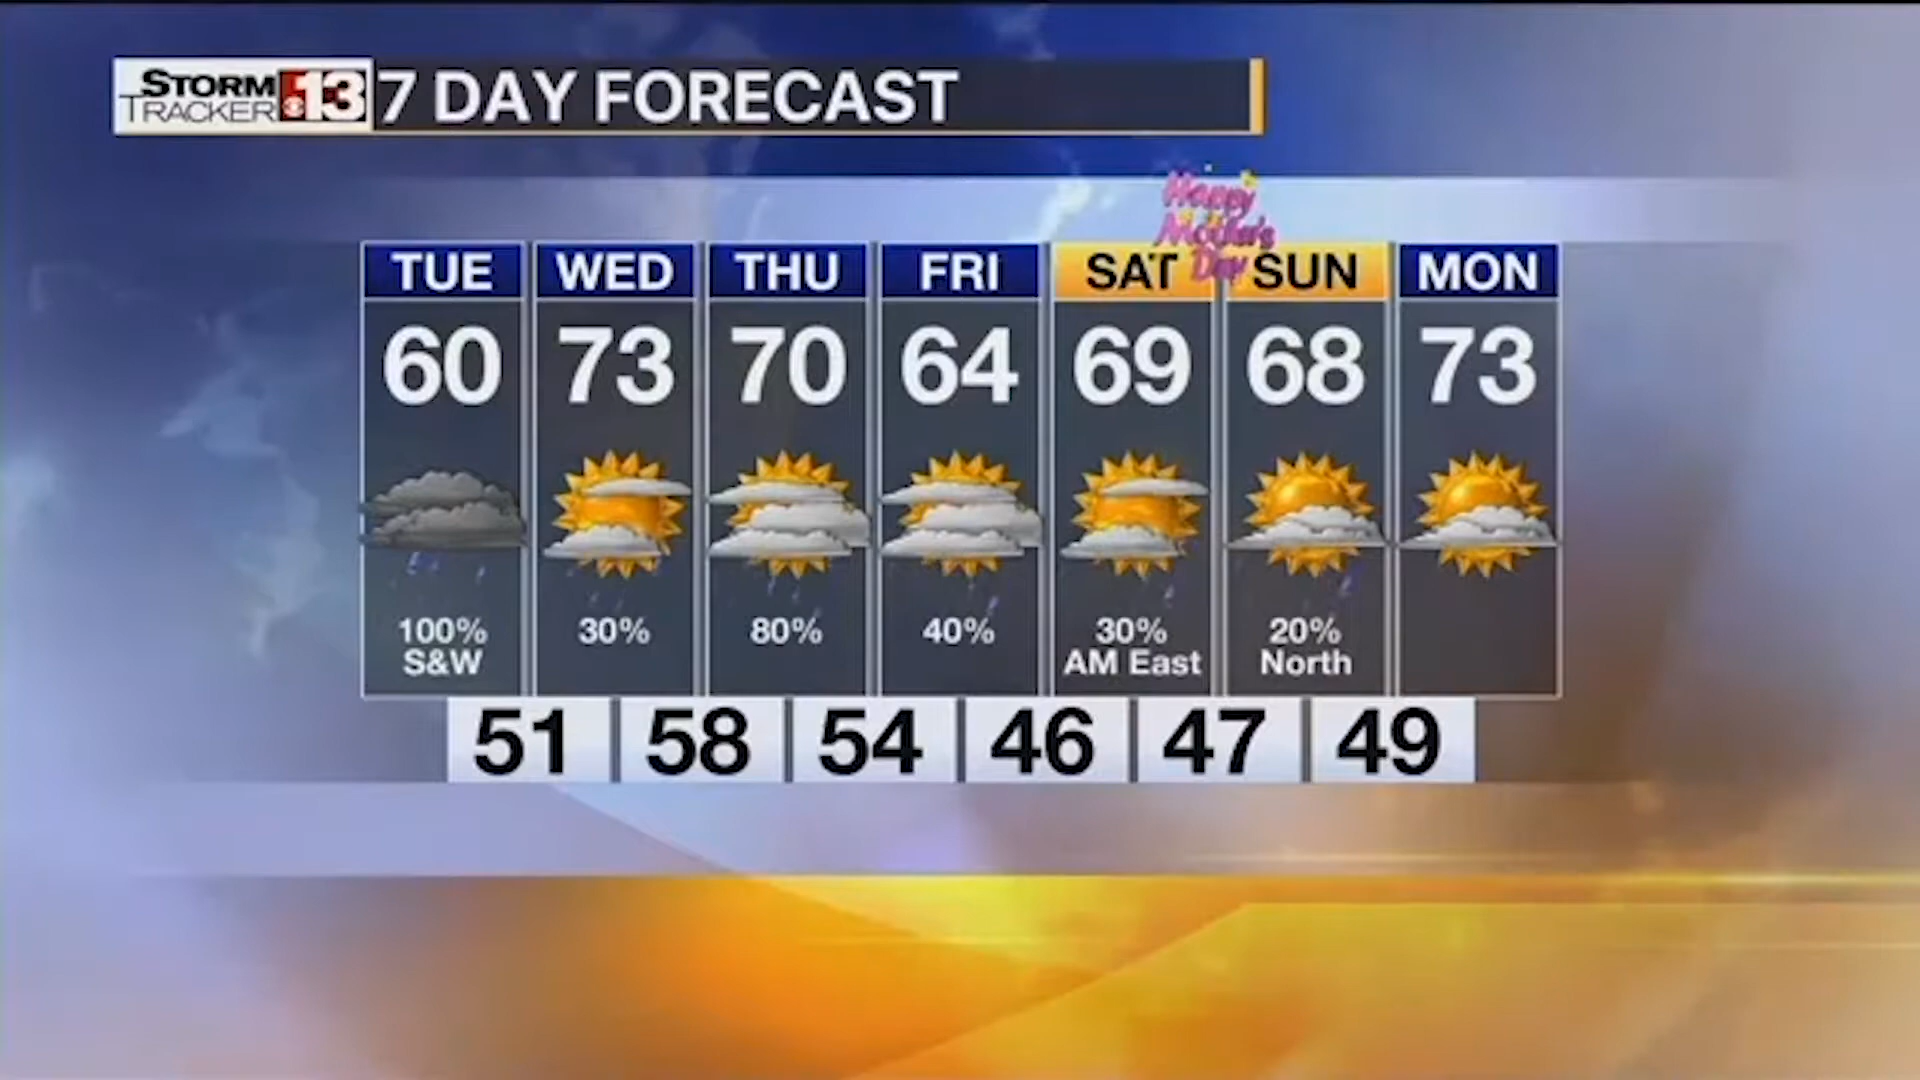 STORM
TRACKER 13
7 DAY FORECAST
Happy
Mother's
Day
TUE WED THU FRI SAT SUN MON
60 73 70 64 69 68 73
100% 30% 80% 40% 30% 20%
S&W AM East North
51 58 54 46 47 49